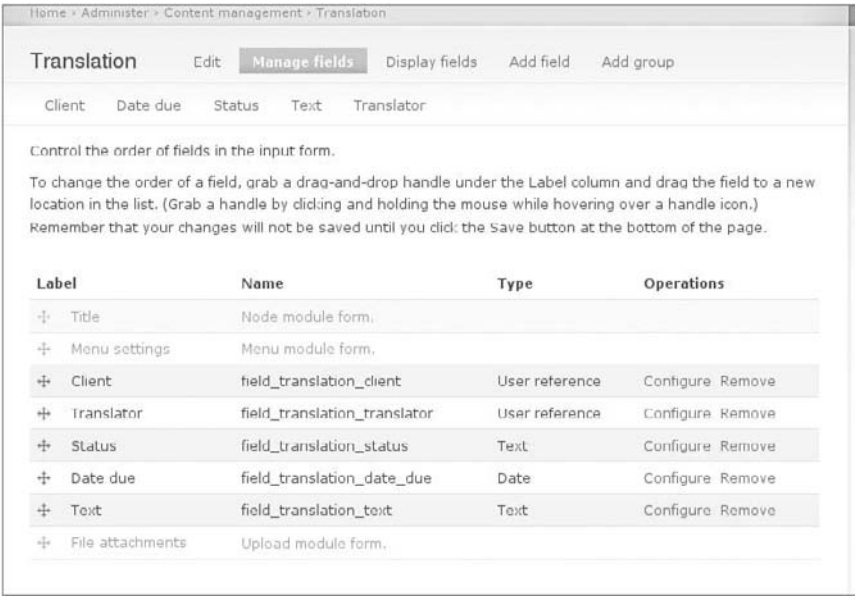 Home › Administer › Content management › Translation
Translation Edit Manage fields Display fields Add field Add group
Client Date due Status Text Translator
Control the order of fields in the input form.
To change the order of a field, grab a drag-and-drop handle under the Label column and drag the field to a new
location in the list. (Grab a handle by clicking and holding the mouse while hovering over a handle icon.)
Remember that your changes will not be saved until you click the Save button at the bottom of the page.
Label Name Type Operations
Title Node module form.
Menu settings Menu module form.
Client field_translation_client User reference Configure Remove
Translator field_translation_translator User reference Configure Remove
Status field_translation_status Text Configure Remove
Date due field_translation_date_due Date Configure Remove
Text field_translation_text Text Configure Remove
File attachments Upload module form.